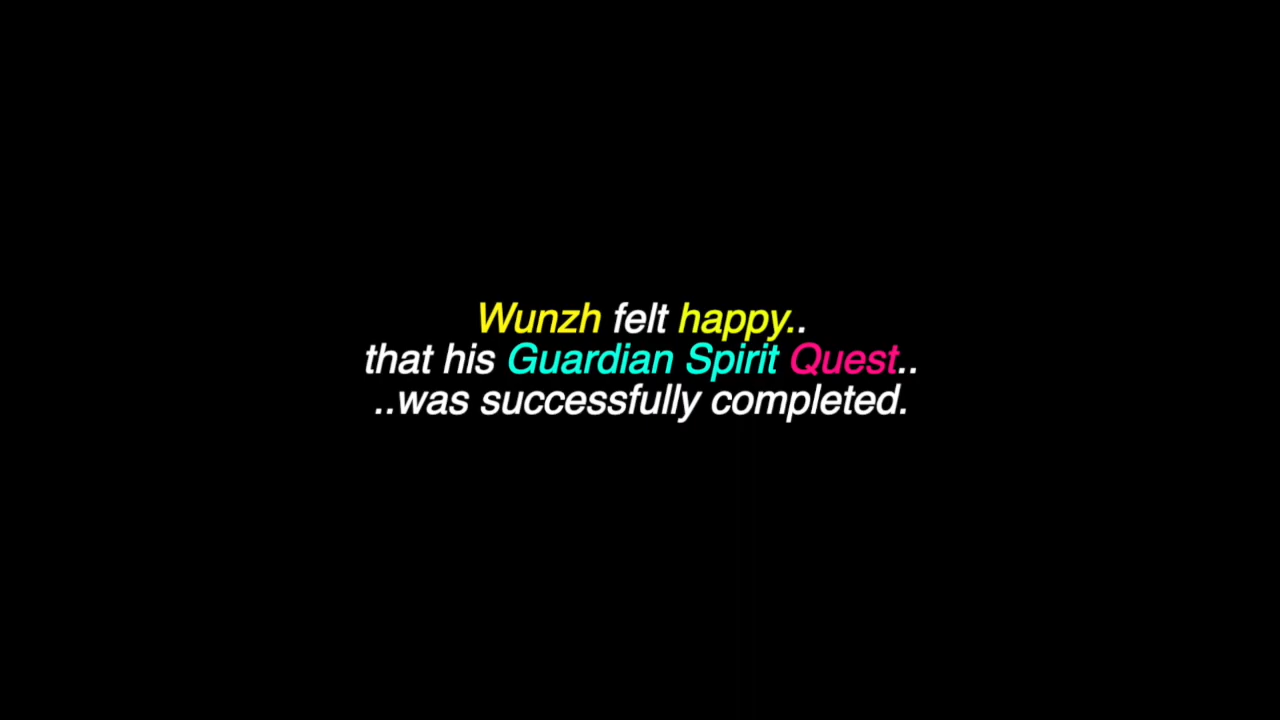 Wunzh felt happy..
that his Guardian Spirit Quest..
..was successfully completed.